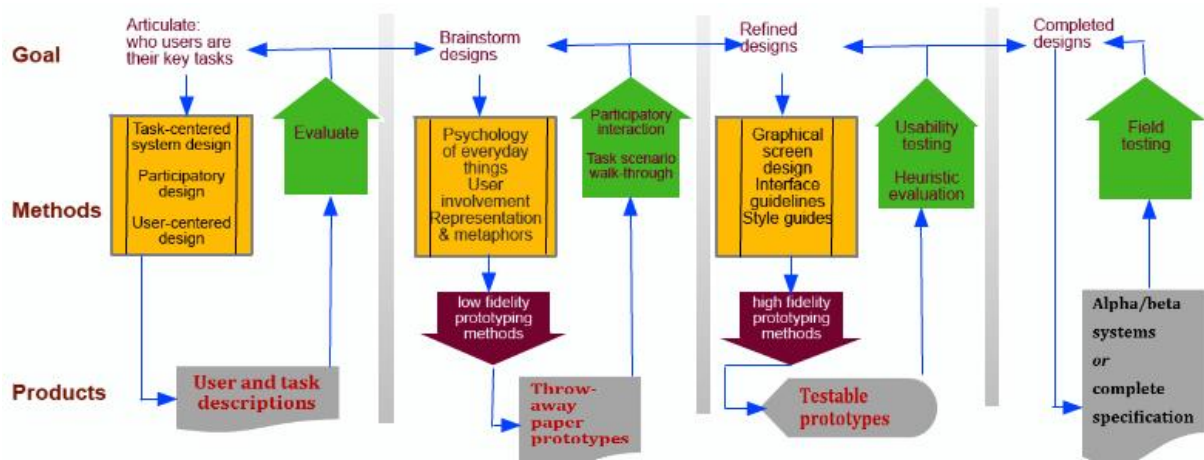 Goal
Articulate:
who users are
their key tasks
Brainstorm
designs
Refined
designs
Completed
designs
Methods
Task-centered
system design
Participatory
design
User-centered
design
Evaluate
Psychology
of everyday
things
User
involvement
Representation
& metaphors
low fidelity
prototyping
methods
Participatory
interaction
Task scenario
walk-through
Graphical
screen
design
Interface
guidelines
Style guides
high fidelity
prototyping
methods
Usability
testing
Heuristic
evaluation
Field
testing
Products
User and task
descriptions
Throw-
away
paper
prototypes
Testable
prototypes
Alpha/beta
systems
or
complete
specification